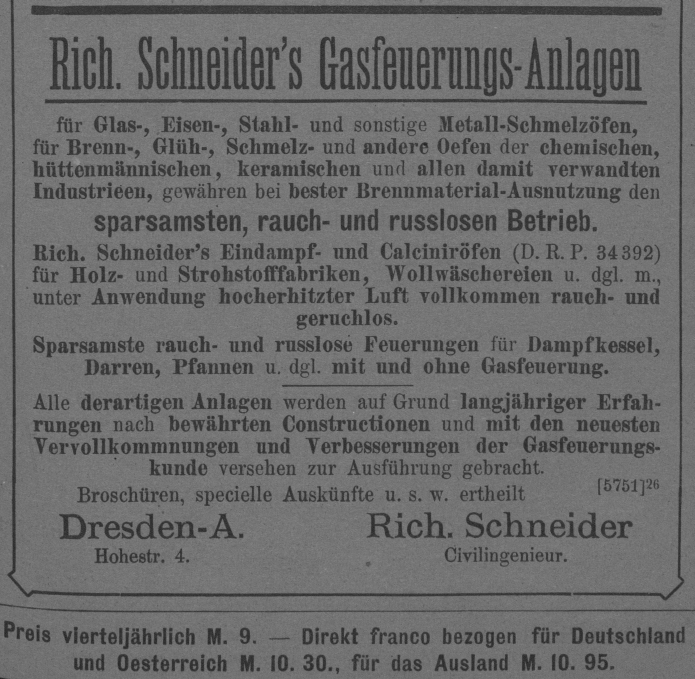 Rich. Schneider's Gasfeuerungs-Anlagen
für Glas-, Eisen-, Stahl- und sonstige Metall-Schmelzöfen,
für Brenn-, Glüh-, Schmelz- und andere Oefen der chemischen,
hüttenmännischen, keramischen und allen damit verwandten
Industrieen, gewähren bei bester Brennmaterial-Ausnutzung den
sparsamsten, rauch- und russlosen Betrieb.
Rich. Schneider's Eindampf- und Calciniröfen (D. R. P. 34392)
für Holz- und Strohstofffabriken, Wollwäschereien u. dgl. m.,
unter Anwendung hocherhitzter Luft vollkommen rauch- und
geruchlos.
Sparsamste rauch- und russlose Feuerungen für Dampfkessel,
Darren, Pfannen u. dgl. mit und ohne Gasfeuerung.
Alle derartigen Anlagen werden auf Grund langjähriger Erfah-
rungen nach bewährten Constructionen und mit den neuesten
Vervollkommnungen und Verbesserungen der Gasfeuerungs-
kunde versehen zur Ausführung gebracht.
Broschüren, specielle Auskünfte u. s. w. ertheilt [5751]26
Dresden-A. Rich. Schneider
Hohestr. 4. Civilingenieur.
Preis vierteljährlich M. 9. — Direkt franco bezogen für Deutschland
und Oesterreich M. 10. 30., für das Ausland M. 10. 95.